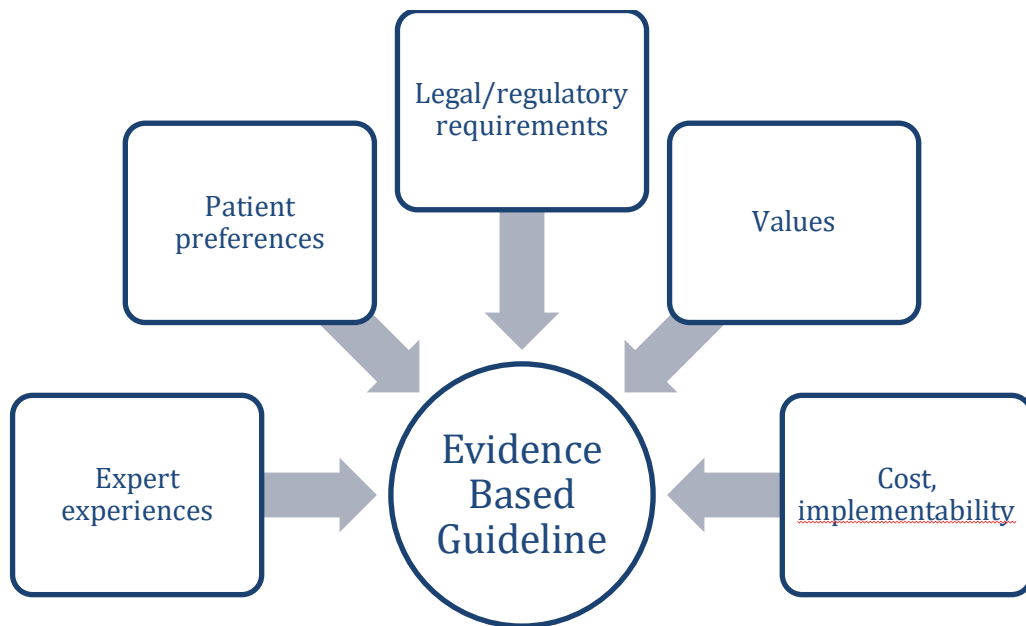 Legal/regulatory
requirements
Patient
preferences
Values
Expert
experiences
Evidence
Based
Guideline
Cost,
implementability